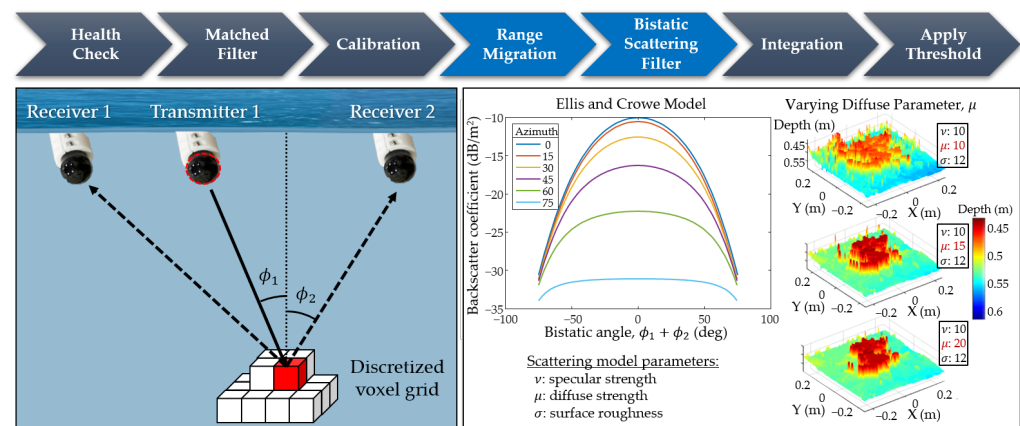 Health
Check
Matched
Filter
Calibration
Range
Migration
Bistatic
Scattering
Filter
Integration
Apply
Threshold
Receiver 1
Transmitter 1
Receiver 2
ϕ₁
ϕ₂
Discretized
voxel grid
Ellis and Crowe Model
Backscatter coefficient (dB/m²)
-10
-15
-20
-25
-30
-35
Azimuth
0
15
30
45
60
75
-100
-50
0
50
100
Bistatic angle, ϕ₁ + ϕ₂ (deg)
Scattering model parameters:
ν: specular strength
μ: diffuse strength
σ: surface roughness
Varying Diffuse Parameter, μ
Depth (m)
0.45
0.55
ν: 10
μ: 10
σ: 12
0.2
0
-0.2
Y (m)
-0.2
0
0.2
X (m)
Depth (m)
0.45
0.5
0.55
0.6
ν: 10
μ: 15
σ: 12
0.2
0
-0.2
Y (m)
-0.2
0
0.2
X (m)
ν: 10
μ: 20
σ: 12
0.2
0
-0.2
Y (m)
-0.2
0
0.2
X (m)